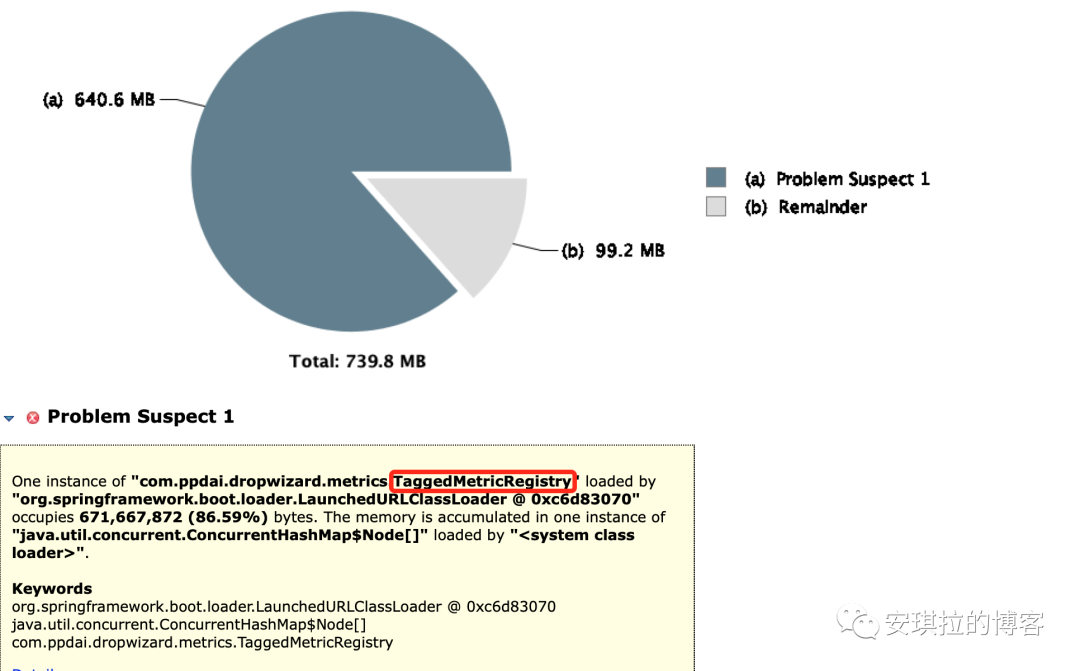 (a) 640.6 MB
(a) Problem Suspect 1
(b) Remainder
(b) 99.2 MB
Total: 739.8 MB
Problem Suspect 1
One instance of "com.ppdai.dropwizard.metrics.TaggedMetricRegistry" loaded by
"org.springframework.boot.loader.LaunchedURLClassLoader @ 0xc6d83070"
occupies 671,667,872 (86.59%) bytes. The memory is accumulated in one instance of
"java.util.concurrent.ConcurrentHashMap$Node[]" loaded by "<system class
loader>".
Keywords
org.springframework.boot.loader.LaunchedURLClassLoader @ 0xc6d83070
java.util.concurrent.ConcurrentHashMap$Node[]
com.ppdai.dropwizard.metrics.TaggedMetricRegistry
安琪拉的博客